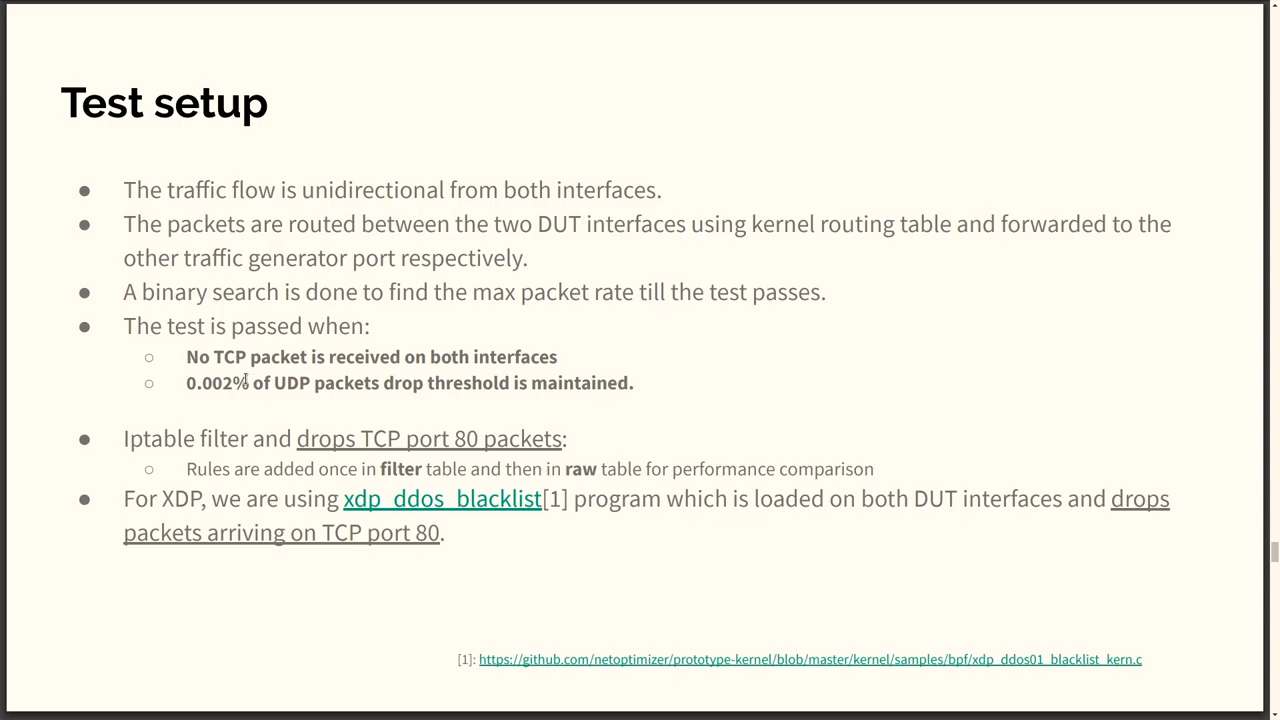 Test setup
● The traffic flow is unidirectional from both interfaces.
● The packets are routed between the two DUT interfaces using kernel routing table and forwarded to the
other traffic generator port respectively.
● A binary search is done to find the max packet rate till the test passes.
● The test is passed when:
○ No TCP packet is received on both interfaces
○ 0.002% of UDP packets drop threshold is maintained.
● Iptable filter and drops TCP port 80 packets:
○ Rules are added once in filter table and then in raw table for performance comparison
● For XDP, we are using xdp_ddos_blacklist[1] program which is loaded on both DUT interfaces and drops
packets arriving on TCP port 80.
[1]: https://github.com/netoptimizer/prototype-kernel/blob/master/kernel/samples/bpf/xdp_ddos01_blacklist_kern.c